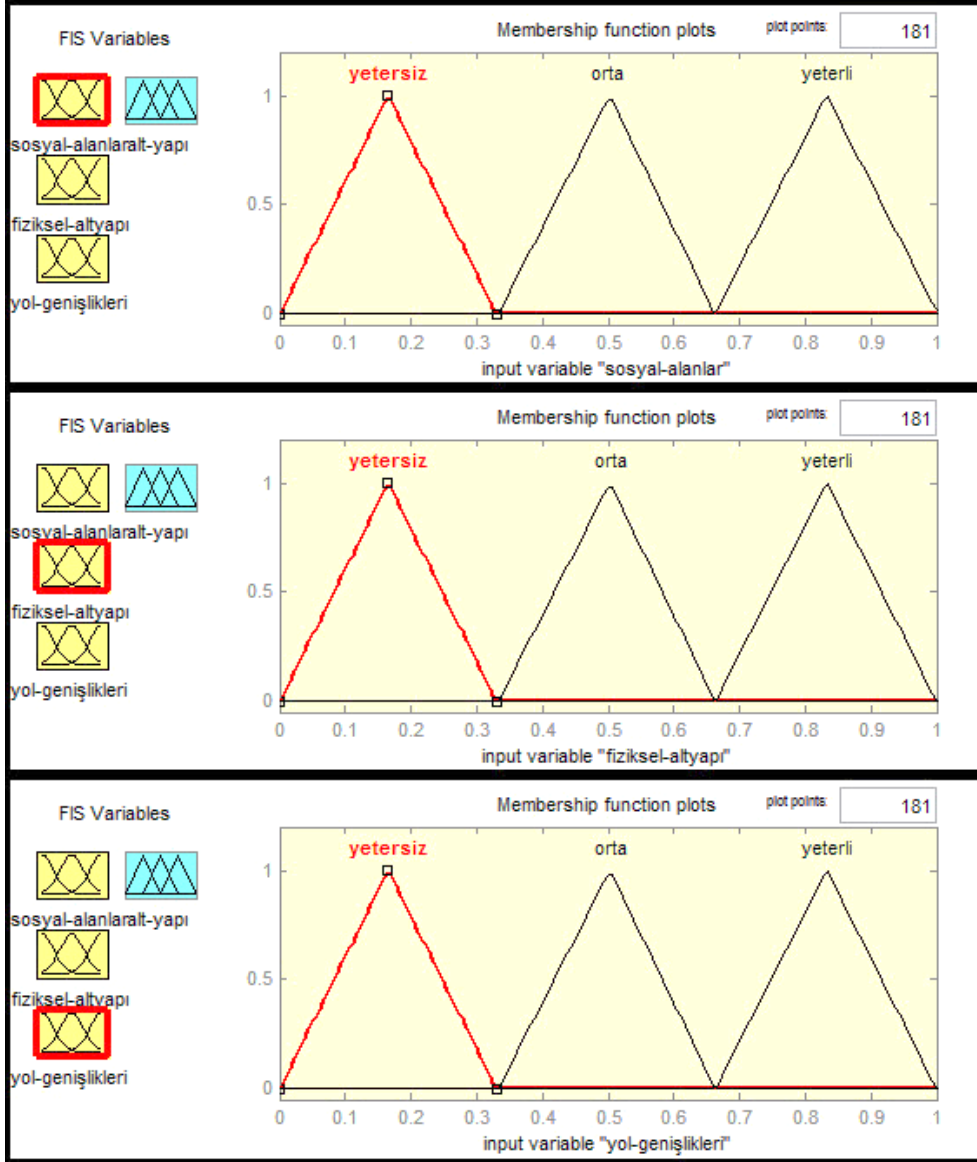 FIS Variables
Membership function plots
plot points:
181
yetersiz
orta
yeterli
sosyal-alanlaralt-yapı
fiziksel-altyapı
yol-genişlikleri
1
0.5
0
0 0.1 0.2 0.3 0.4 0.5 0.6 0.7 0.8 0.9 1
input variable "sosyal-alanlar"
FIS Variables
Membership function plots
plot points:
181
yetersiz
orta
yeterli
sosyal-alanlaralt-yapı
fiziksel-altyapı
yol-genişlikleri
1
0.5
0
0 0.1 0.2 0.3 0.4 0.5 0.6 0.7 0.8 0.9 1
input variable "fiziksel-altyapı"
FIS Variables
Membership function plots
plot points:
181
yetersiz
orta
yeterli
sosyal-alanlaralt-yapı
fiziksel-altyapı
yol-genişlikleri
1
0.5
0
0 0.1 0.2 0.3 0.4 0.5 0.6 0.7 0.8 0.9 1
input variable "yol-genişlikleri"